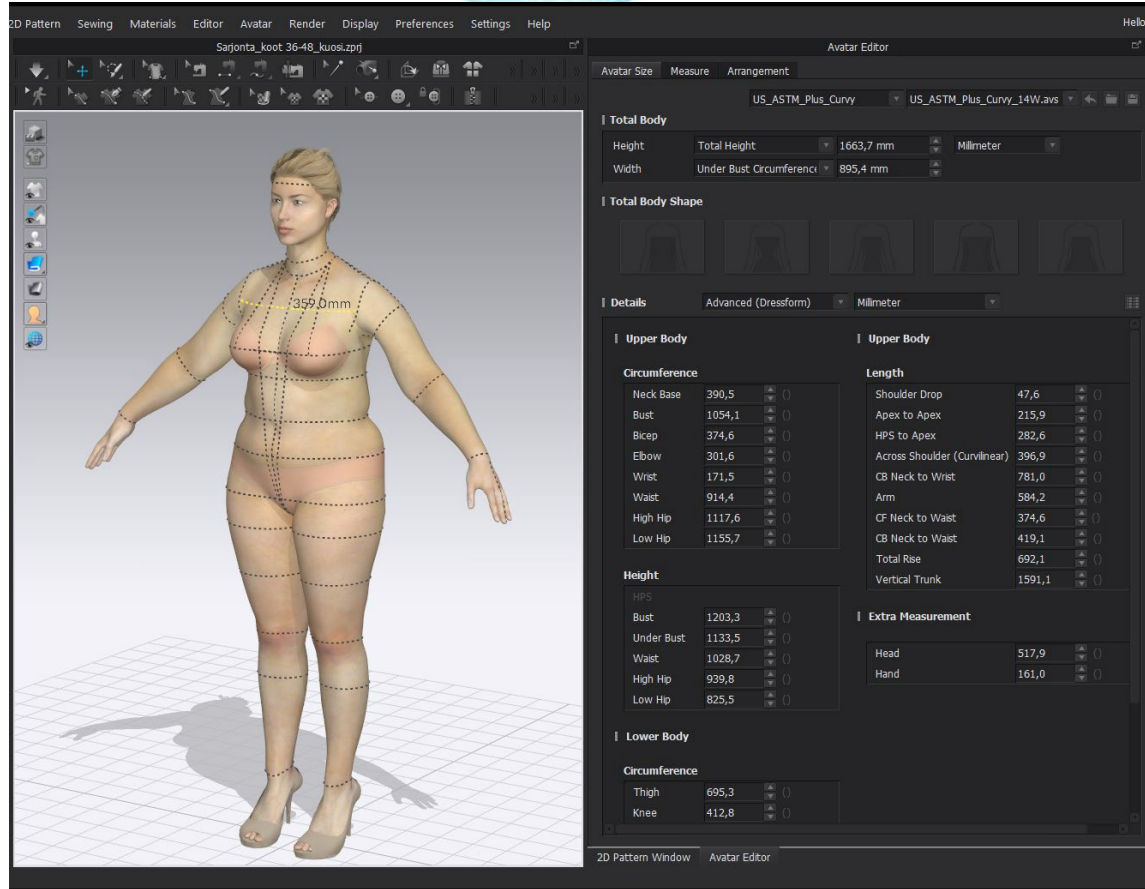 2D Pattern Sewing Materials Editor Avatar Render Display Preferences Settings Help Hello
Sarjonta_koot 36-48_kuosi.zprj
Avatar Editor
Avatar Size Measure Arrangement
US_ASTM_Plus_Curvy US_ASTM_Plus_Curvy_14W.avs
Total Body
Height Total Height 1663,7 mm Millimeter
Width Under Bust Circumference 895,4 mm
Total Body Shape
Details Advanced (Dressform) Millimeter
359,0mm
Upper Body
Circumference
Neck Base 390,5
Bust 1054,1
Bicep 374,6
Elbow 301,6
Wrist 171,5
Waist 914,4
High Hip 1117,6
Low Hip 1155,7
Height
HPS
Bust 1203,3
Under Bust 1133,5
Waist 1028,7
High Hip 939,8
Low Hip 825,5
Lower Body
Circumference
Thigh 695,3
Knee 412,8
Upper Body
Length
Shoulder Drop 47,6
Apex to Apex 215,9
HPS to Apex 282,6
Across Shoulder (Curvilinear) 396,9
CB Neck to Wrist 781,0
Arm 584,2
CF Neck to Waist 374,6
CB Neck to Waist 419,1
Total Rise 692,1
Vertical Trunk 1591,1
Extra Measurement
Head 517,9
Hand 161,0
2D Pattern Window Avatar Editor